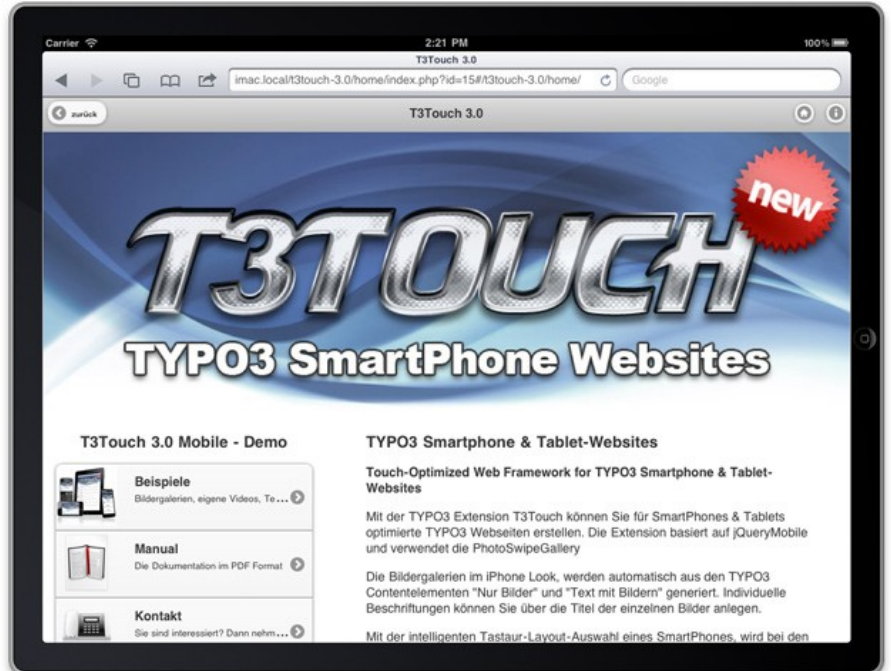 Carrier 2:21 PM 100%
T3Touch 3.0
imac.local/t3touch-3.0/home/index.php?id=15#/t3touch-3.0/home/ Google
zurück T3Touch 3.0
new
T3TOUCH
TYPO3 SmartPhone Websites
T3Touch 3.0 Mobile - Demo
Beispiele
Bildergalerien, eigene Videos, Te...
Manual
Die Dokumentation im PDF Format
Kontakt
Sie sind interessiert? Dann nehm...
TYPO3 Smartphone & Tablet-Websites
Touch-Optimized Web Framework for TYPO3 Smartphone & Tablet-
Websites
Mit der TYPO3 Extension T3Touch können Sie für SmartPhones & Tablets
optimierte TYPO3 Webseiten erstellen. Die Extension basiert auf jQueryMobile
und verwendet die PhotoSwipeGallery
Die Bildergalerien im iPhone Look, werden automatisch aus den TYPO3
Contentelementen "Nur Bilder" und "Text mit Bildern" generiert. Individuelle
Beschriftungen können Sie über die Titel der einzelnen Bilder anlegen.
Mit der intelligenten Tastaur-Layout-Auswahl eines SmartPhones, wird bei den